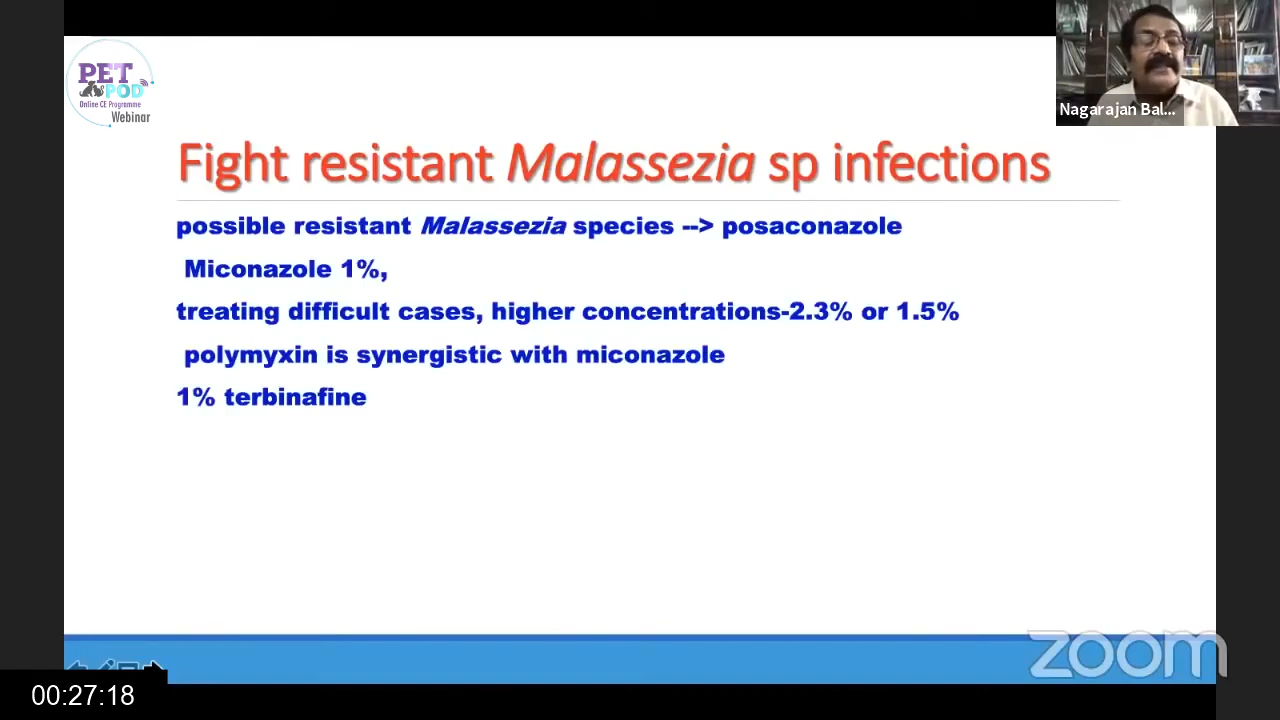 PET
POD
Online CE Programme
Webinar
Nagarajan Bal...
Fight resistant Malassezia sp infections
possible resistant Malassezia species --> posaconazole
Miconazole 1%,
treating difficult cases, higher concentrations-2.3% or 1.5%
polymyxin is synergistic with miconazole
1% terbinafine
zoom
00:27:18